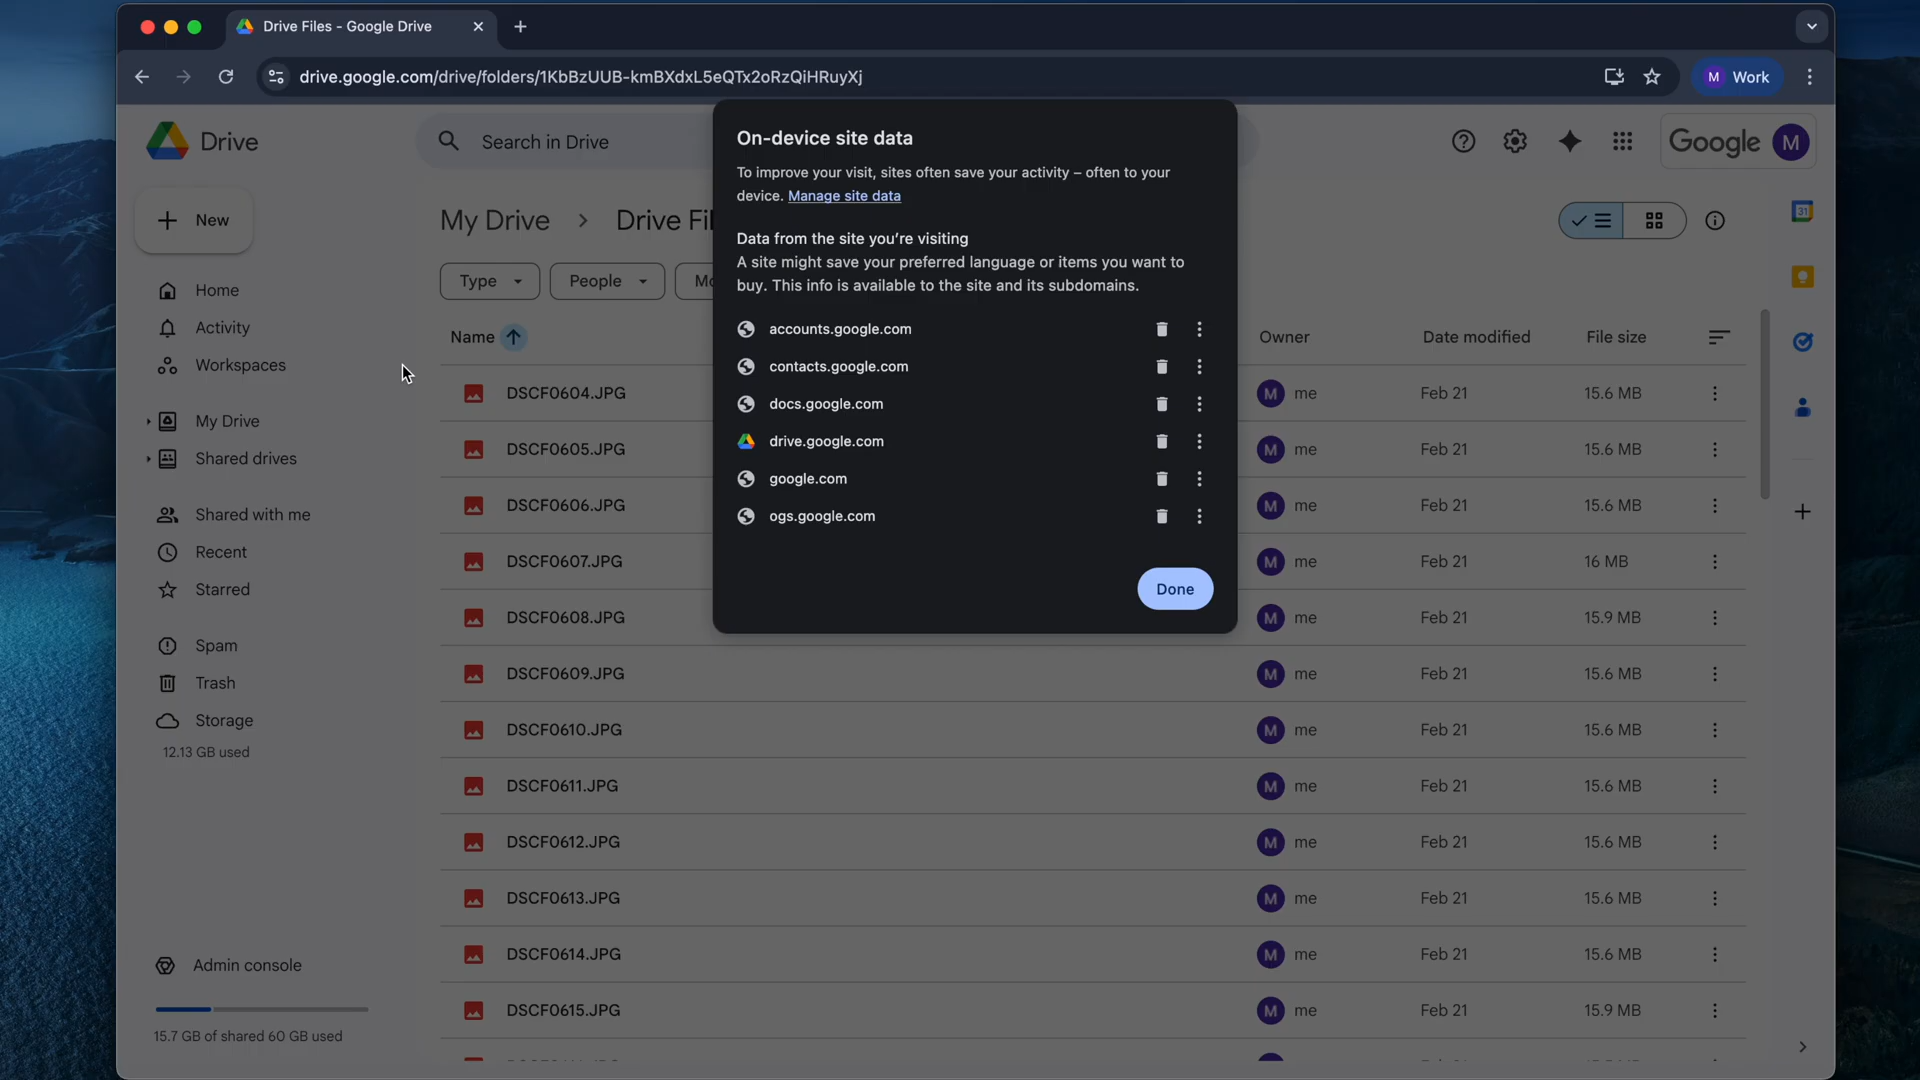 Drive Files - Google Drive
drive.google.com/drive/folders/1KbBzUUB-kmBXdxL5eQTx2oRzQiHRuyXj
M Work
Drive
Search in Drive
Google M
New
My Drive > Drive Fil
Type
People
Mo
Home
Activity
Workspaces
My Drive
Shared drives
Shared with me
Recent
Starred
Spam
Trash
Storage
12.13 GB used
Admin console
15.7 GB of shared 60 GB used
On-device site data
To improve your visit, sites often save your activity – often to your
device. Manage site data
Data from the site you're visiting
A site might save your preferred language or items you want to
buy. This info is available to the site and its subdomains.
accounts.google.com
contacts.google.com
docs.google.com
drive.google.com
google.com
ogs.google.com
Done
31
Name Owner Date modified File size
DSCF0604.JPG M me Feb 21 15.6 MB
DSCF0605.JPG M me Feb 21 15.6 MB
DSCF0606.JPG M me Feb 21 15.6 MB
DSCF0607.JPG M me Feb 21 16 MB
DSCF0608.JPG M me Feb 21 15.9 MB
DSCF0609.JPG M me Feb 21 15.6 MB
DSCF0610.JPG M me Feb 21 15.6 MB
DSCF0611.JPG M me Feb 21 15.6 MB
DSCF0612.JPG M me Feb 21 15.6 MB
DSCF0613.JPG M me Feb 21 15.6 MB
DSCF0614.JPG M me Feb 21 15.6 MB
DSCF0615.JPG M me Feb 21 15.9 MB